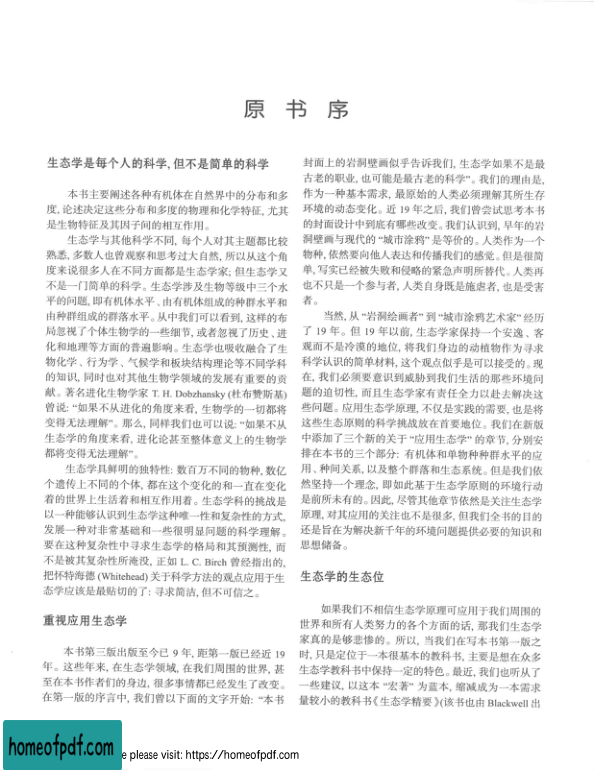 原 书 序
生态学是每个人的科学, 但不是简单的科学
本书主要阐述各种有机体在自然界中的分布和多
度, 论述决定这些分布和多度的物理和化学特征, 尤其
是生物特征及其因子间的相互作用。
生态学与其他科学不同, 每个人对其主题都比较
熟悉, 多数人也曾观察和思考过大自然, 所以从这个角
度来说很多人在不同方面都是生态学家; 但生态学又
不是一门简单的科学。生态学涉及生物等级中三个水
平的问题, 即有机体水平、由有机体组成的种群水平和
由种群组成的群落水平。从中我们可以看到, 这样的布
局忽视了个体生物学的一些细节, 或者忽视了历史、进
化和地理等方面的普遍影响。生态学也吸收融合了生
物化学、行为学、气候学和板块结构理论等不同学科
的知识, 同时也对其他生物学领域的发展有重要的贡
献。著名进化生物学家 T. H. Dobzhansky (杜布赞斯基)
曾说: “如果不从进化的角度来看, 生物学的一切都将
变得无法理解”。那么, 同样我们也可以说: “如果不从
生态学的角度来看, 进化论甚至整体意义上的生物学
都将变得无法理解”。
生态学具鲜明的独特性: 数百万不同的物种, 数亿
个遗传上不同的个体, 都在这个变化的和一直在变化
着的世界上生活着和相互作用着。生态学科的挑战是
以一种能够认识到生态学这种唯一性和复杂性的方式,
发展一种对非常基础和一些很明显问题的科学理解。
要在这种复杂性中寻求生态学的格局和其预测性, 而
不是被其复杂性所淹没, 正如 L. C. Birch 曾经指出的,
把怀特海德 (Whitehead) 关于科学方法的观点应用于生
态学应该是最贴切的了: 寻求简洁, 但不可信之。
重视应用生态学
本书第三版出版至今已 9 年, 距第一版已经近 19
年。这些年来, 在生态学领域, 在我们周围的世界, 甚
至在本书作者们的身边, 很多事情都已经发生了改变。
在第一版的序言中, 我们曾以下面的文字开始: “本书
封面上的岩洞壁画似乎告诉我们, 生态学如果不是最
古老的职业, 也可能是最古老的科学”。我们的理由是,
作为一种基本需求, 最原始的人类必须理解其所生存
环境的动态变化。近 19 年之后, 我们曾尝试思考本书
的封面设计中到底有哪些改变。我们认识到, 早年的岩
洞壁画与现代的 “城市涂鸦” 是等价的。人类作为一个
物种, 依然要向他人表达和传播我们的感觉。但是很简
单, 写实已经被失败和侵略的紧急声明所替代。人类再
也不只是一个参与者, 人类自身既是施虐者, 也是受害
者。
当然, 从 “岩洞绘画者” 到 “城市涂鸦艺术家” 经历
了 19 年。但 19 年以前, 生态学家保持一个安逸、客
观而不是冷漠的地位, 将我们身边的动植物作为寻求
科学认识的简单材料, 这个观点似乎是可以接受的。现
在, 我们必须要意识到威胁到我们生活的那些环境问
题的迫切性, 而且生态学家有责任全力以赴去解决这
些问题。应用生态学原理, 不仅是实践的需要, 也是将
这些生态原则的科学挑战放在首要地位。我们在新版
中添加了三个新的关于 “应用生态学” 的章节, 分别安
排在本书的三个部分: 有机体和单物种种群水平的应
用、种间关系, 以及整个群落和生态系统。但是我们依
然坚持一个理念, 即如此基于生态学原则的环境行动
是前所未有的。因此, 尽管其他章节依然是关注生态学
原理, 对其应用的关注也不是很多, 但我们全书的目的
还是旨在为解决新千年的环境问题提供必要的知识和
思想储备。
生态学的生态位
如果我们不相信生态学原理可应用于我们周围的
世界和所有人类努力的各个方面的话, 那我们生态学
家真的是够悲惨的。所以, 当我们在写本书第一版之
时, 只是定位于一本很基本的教科书, 主要是想在众多
生态学教科书中保持一定的特色。最近, 我们也听从了
一些建议, 以这本 “宏著” 为蓝本, 缩减成为一本需求
量较小的教科书《生态学精要》(该书也由 Blackwell 出
homeofpdf.com
e please visit: https://homeofpdf.com